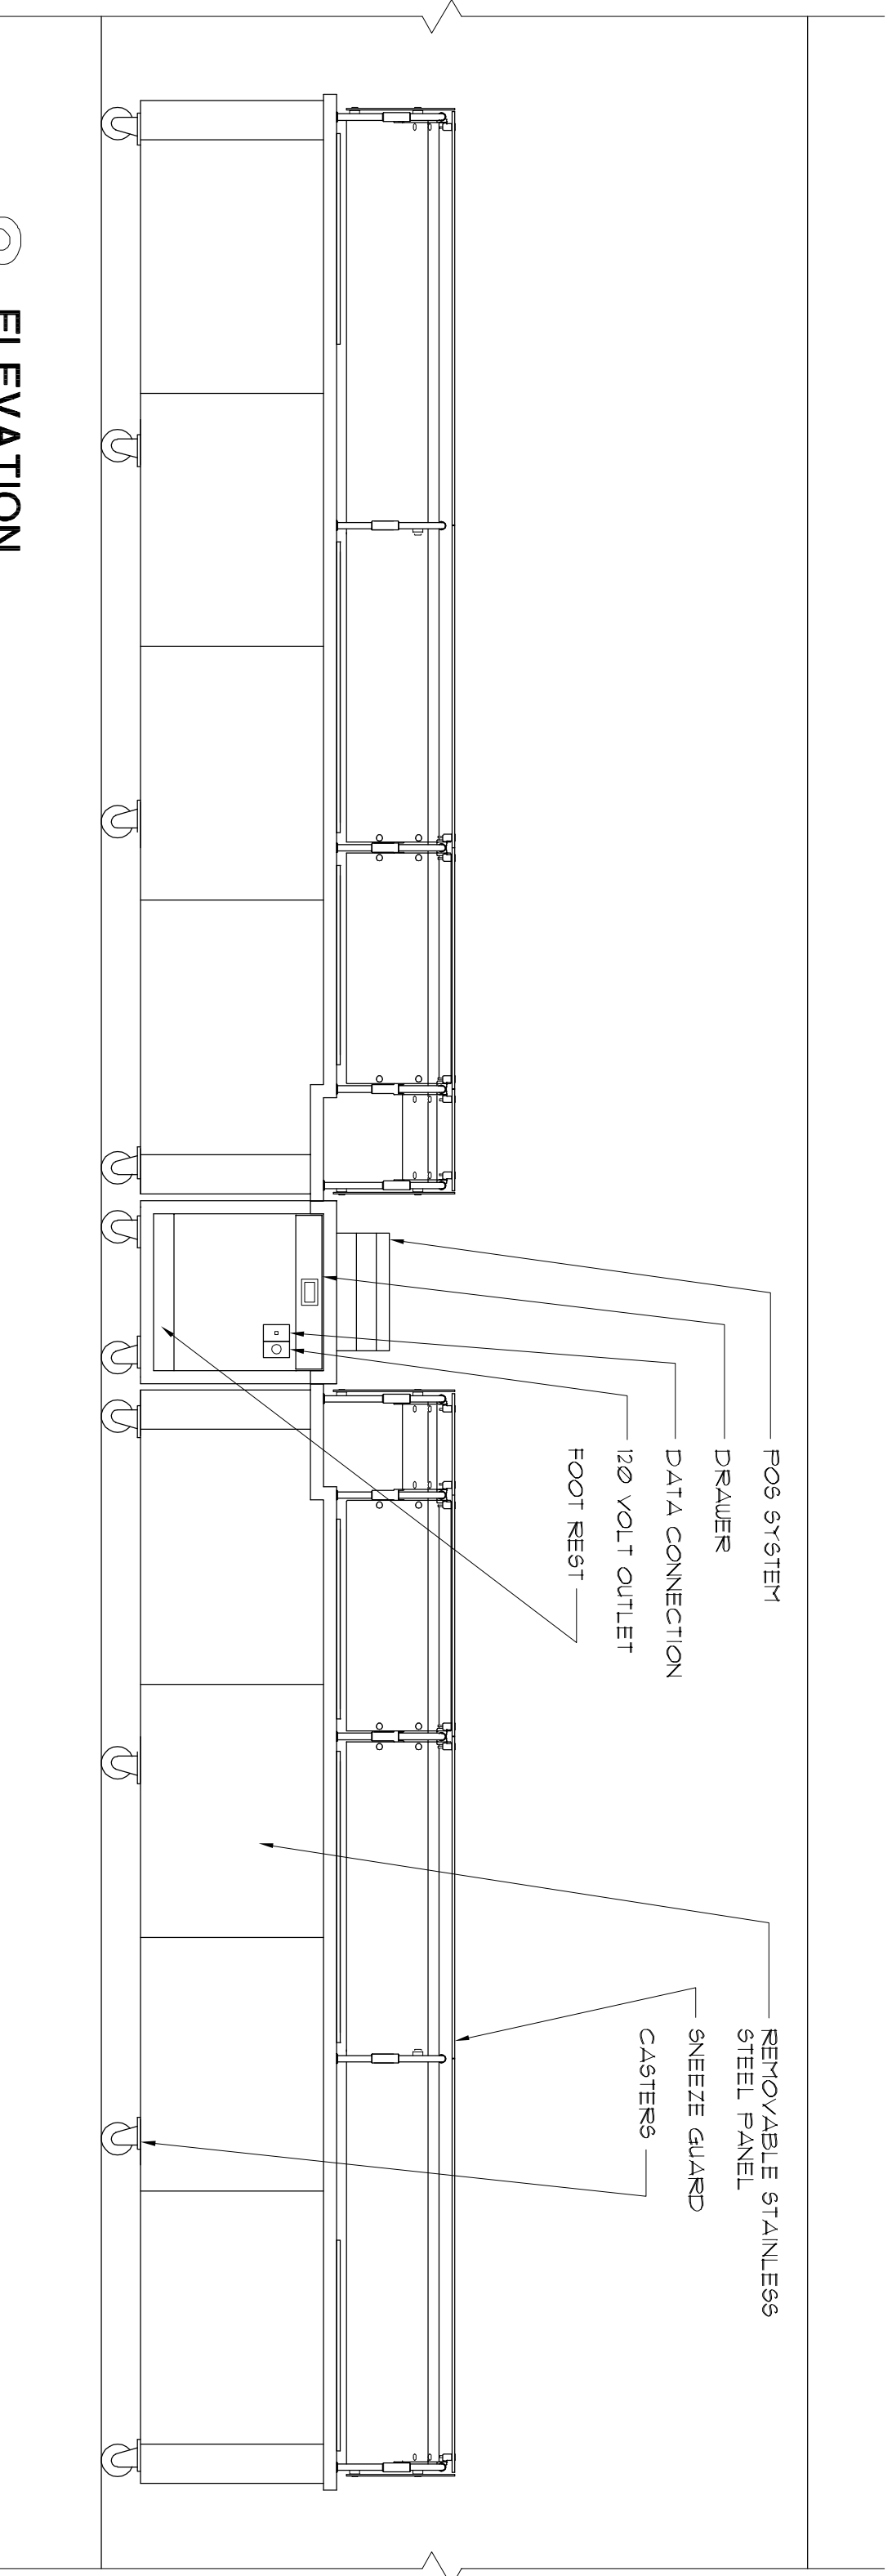 POS SYSTEM
DRAWER
DATA CONNECTION
120 VOLT OUTLET
FOOT REST
REMOVABLE STAINLESS
STEEL PANEL
SNEEZE GUARD
CASTERS
ELEVATION